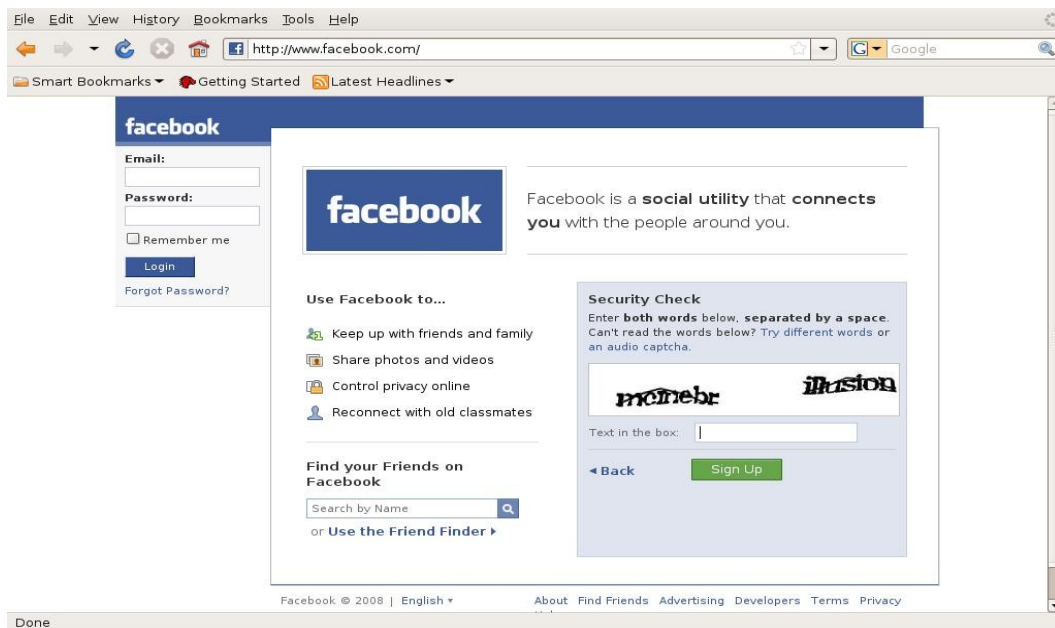 File Edit View History Bookmarks Tools Help
http://www.facebook.com/ G Google
Smart Bookmarks Getting Started Latest Headlines
facebook
Email:
Password:
Remember me
Login
Forgot Password?
facebook
Facebook is a social utility that connects
you with the people around you.
Use Facebook to...
Keep up with friends and family
Share photos and videos
Control privacy online
Reconnect with old classmates
Find your Friends on
Facebook
Search by Name
or Use the Friend Finder
Security Check
Enter both words below, separated by a space.
Can't read the words below? Try different words or
an audio captcha.
illusion
Text in the box:
Back Sign Up
Facebook © 2008 | English
About Find Friends Advertising Developers Terms Privacy
Done